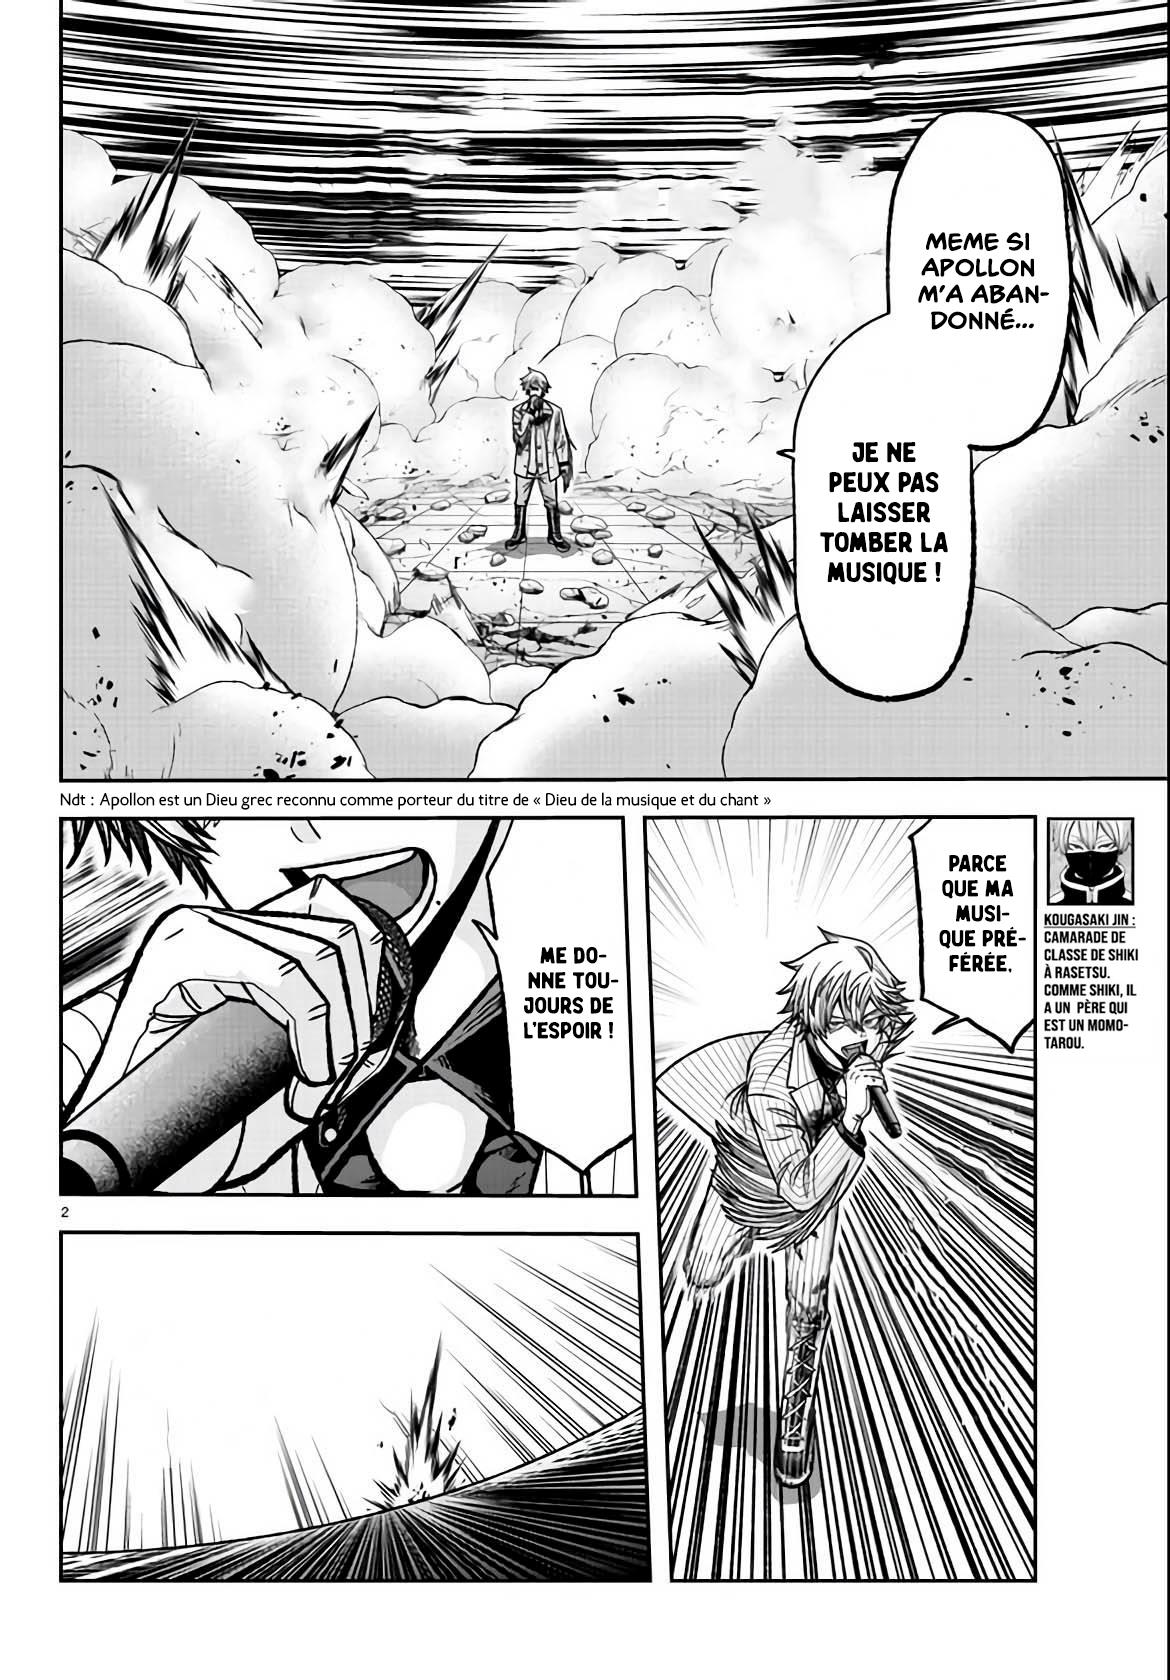 MEME SI
APOLLON
M'A ABAN-
DONNÉ...
JE NE
PEUX PAS
LAISSER
TOMBER LA
MUSIQUE !
Ndt : Apollon est un Dieu grec reconnu comme porteur du titre de « Dieu de la musique et du chant »
PARCE
QUE MA
MUSI-
QUE PRÉ-
FÉRÉE,
KOUGASAKI JIN :
CAMARADE DE
CLASSE DE SHIKI
À RASETSU.
COMME SHIKI, IL
A UN PÈRE QUI
EST UN MOMO-
TAROU.
ME DO-
NNE TOU-
JOURS DE
L'ESPOIR !
2